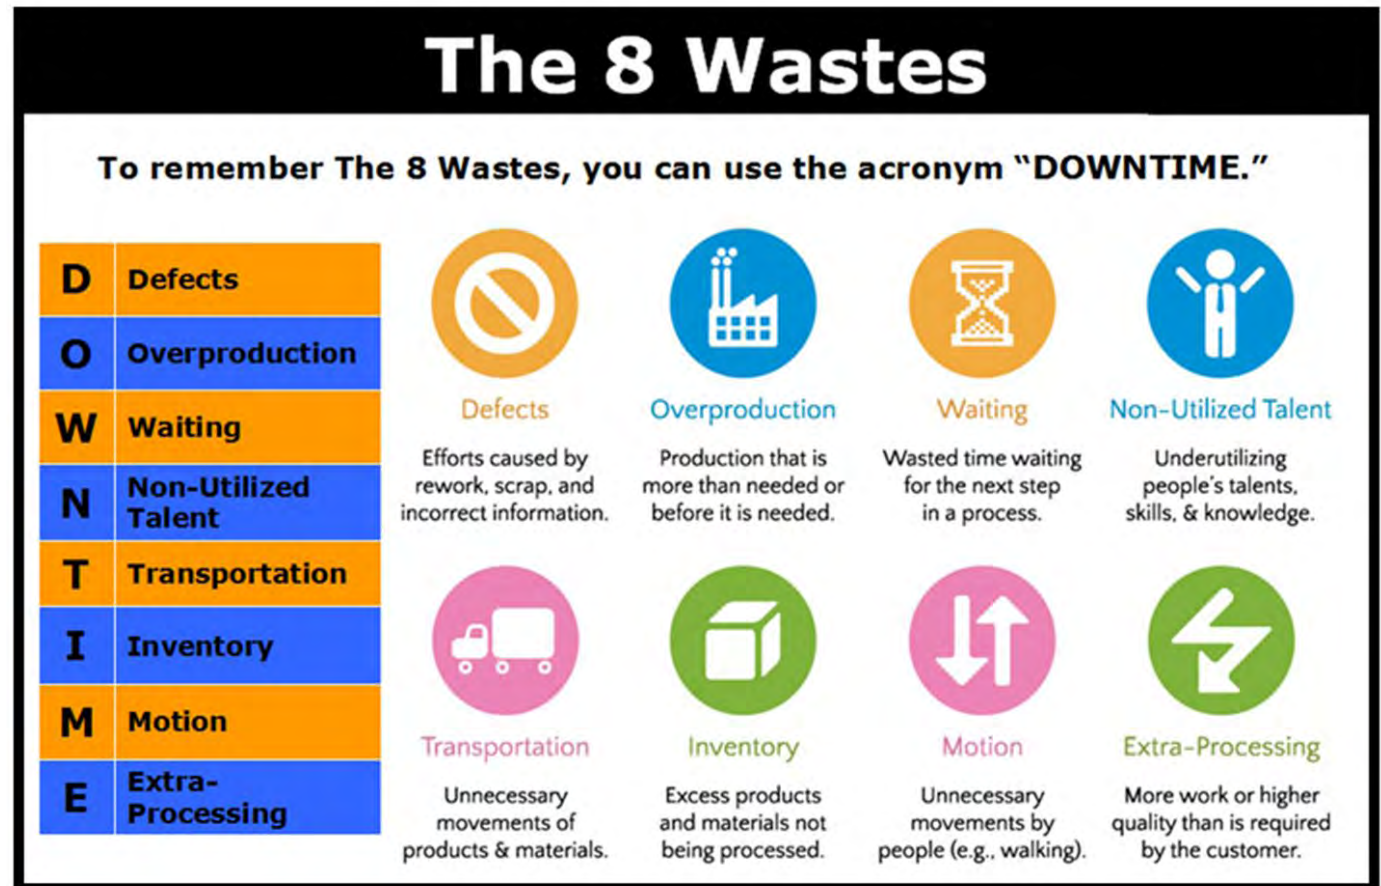 The 8 Wastes
To remember The 8 Wastes, you can use the acronym “DOWNTIME.”
D Defects
O Overproduction
W Waiting
N Non-Utilized
Talent
T Transportation
I Inventory
M Motion
E Extra-
Processing
Defects
Efforts caused by
rework, scrap, and
incorrect information.
Overproduction
Production that is
more than needed or
before it is needed.
Waiting
Wasted time waiting
for the next step
in a process.
Non-Utilized Talent
Underutilizing
people's talents,
skills, & knowledge.
Transportation
Unnecessary
movements of
products & materials.
Inventory
Excess products
and materials not
being processed.
Motion
Unnecessary
movements by
people (e.g., walking).
Extra-Processing
More work or higher
quality than is required
by the customer.